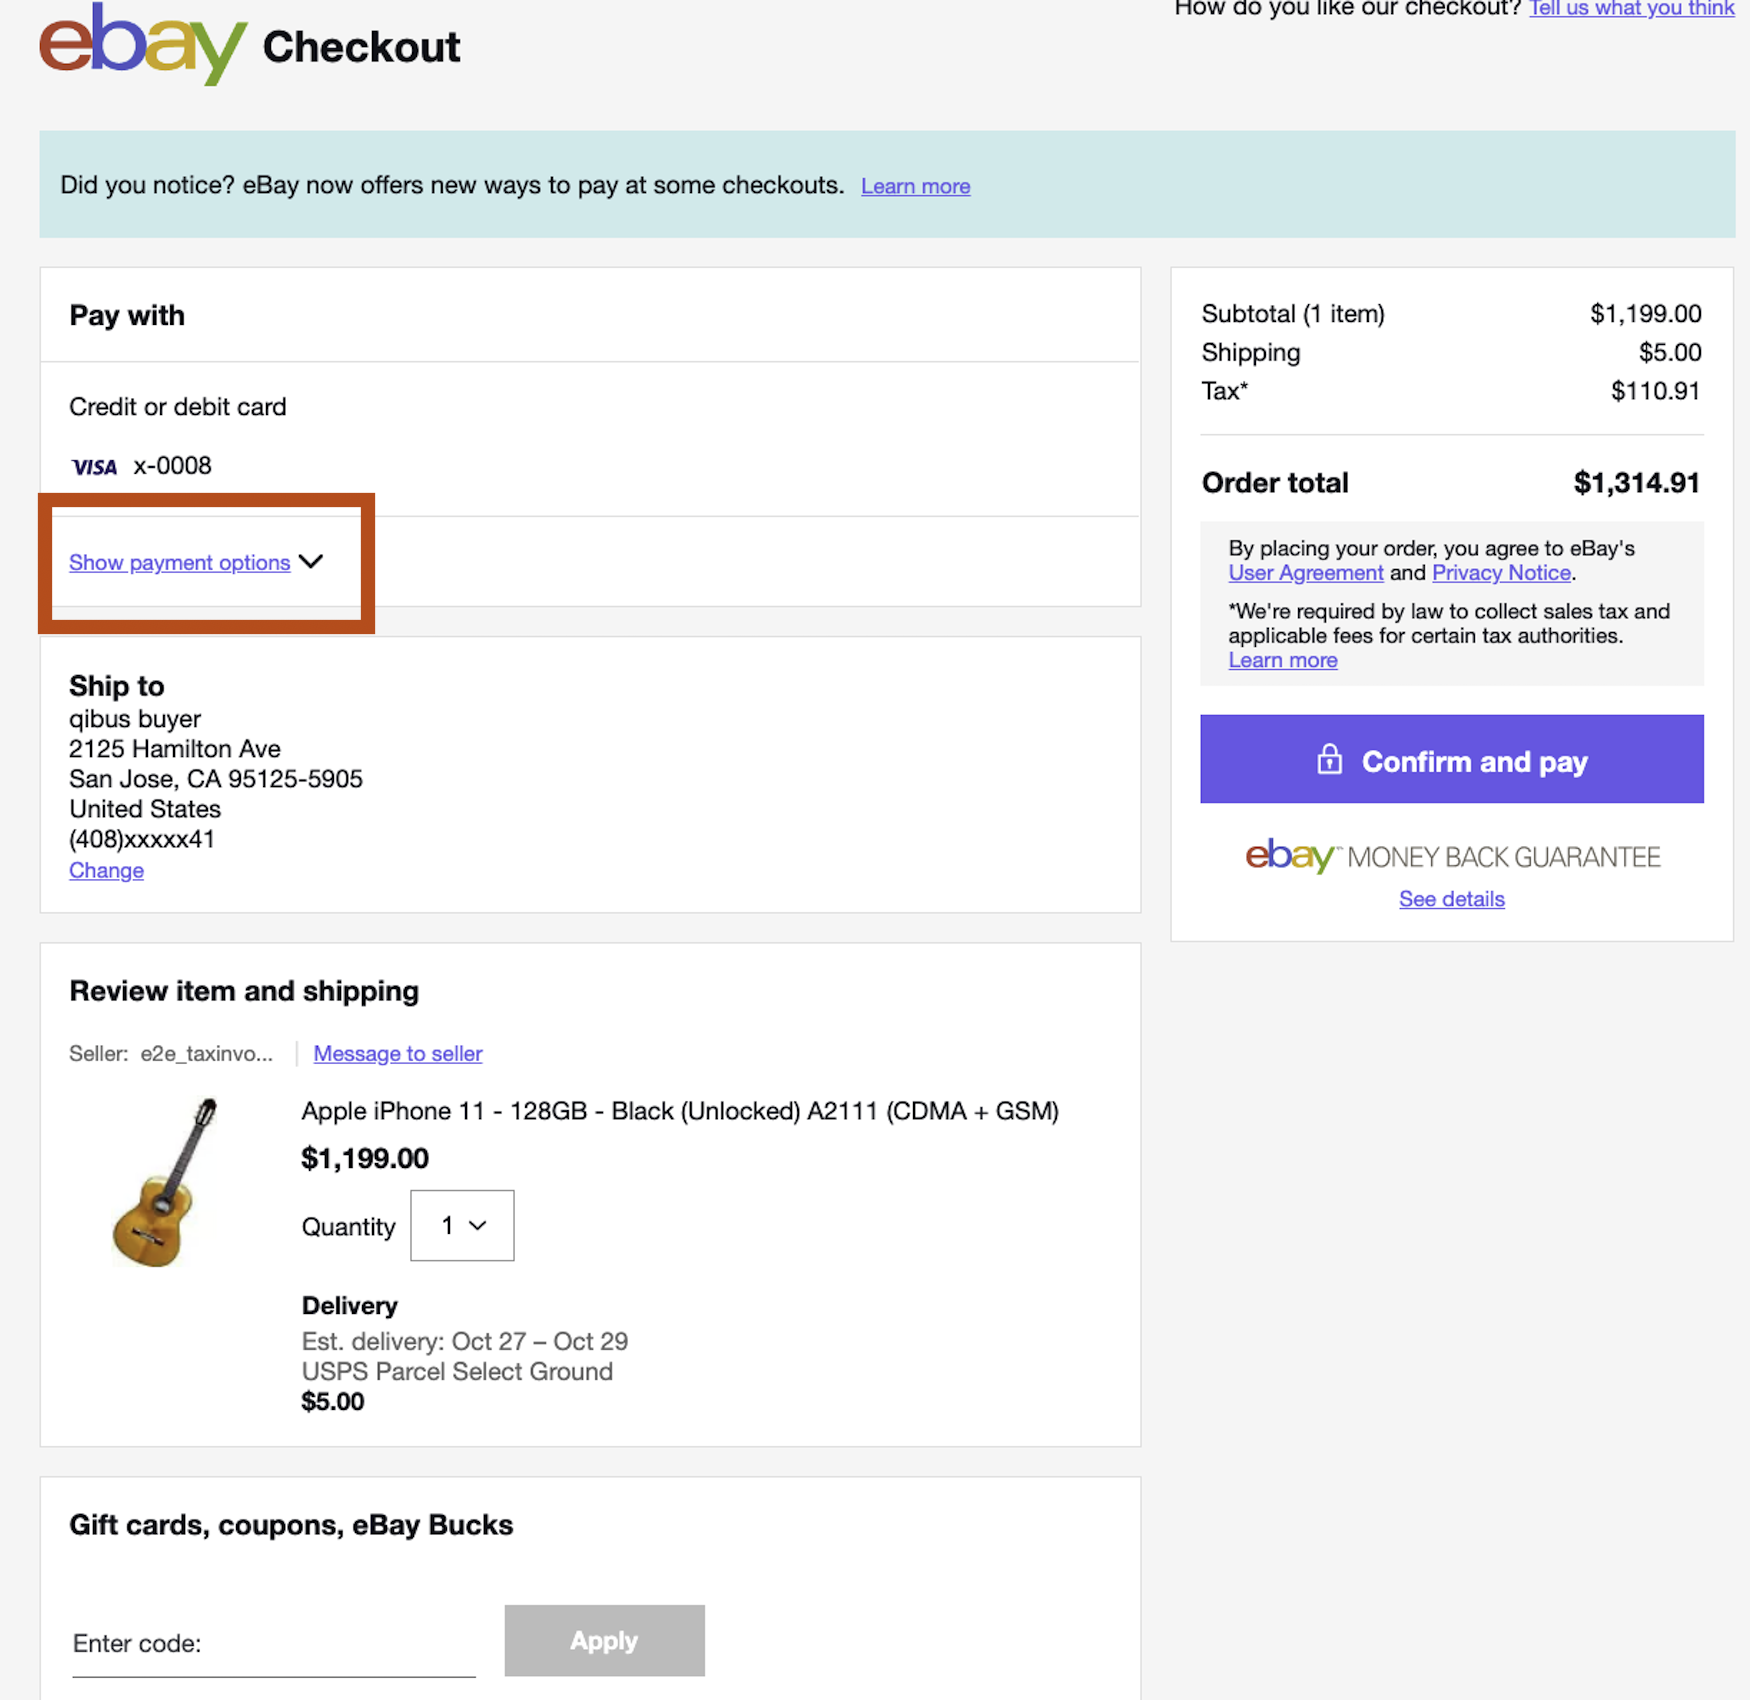 How do you like our checkout? Tell us what you think
ebay Checkout
Did you notice? eBay now offers new ways to pay at some checkouts. Learn more
Pay with
Credit or debit card
VISA x-0008
Show payment options
Ship to
qibus buyer
2125 Hamilton Ave
San Jose, CA 95125-5905
United States
(408)xxxxx41
Change
Review item and shipping
Seller: e2e_taxinvo... Message to seller
Apple iPhone 11 - 128GB - Black (Unlocked) A2111 (CDMA + GSM)
$1,199.00
Quantity 1
Delivery
Est. delivery: Oct 27 – Oct 29
USPS Parcel Select Ground
$5.00
Gift cards, coupons, eBay Bucks
Enter code: Apply
Subtotal (1 item) $1,199.00
Shipping $5.00
Tax* $110.91
Order total $1,314.91
By placing your order, you agree to eBay's
User Agreement and Privacy Notice.
*We're required by law to collect sales tax and
applicable fees for certain tax authorities.
Learn more
Confirm and pay
ebay™ MONEY BACK GUARANTEE
See details